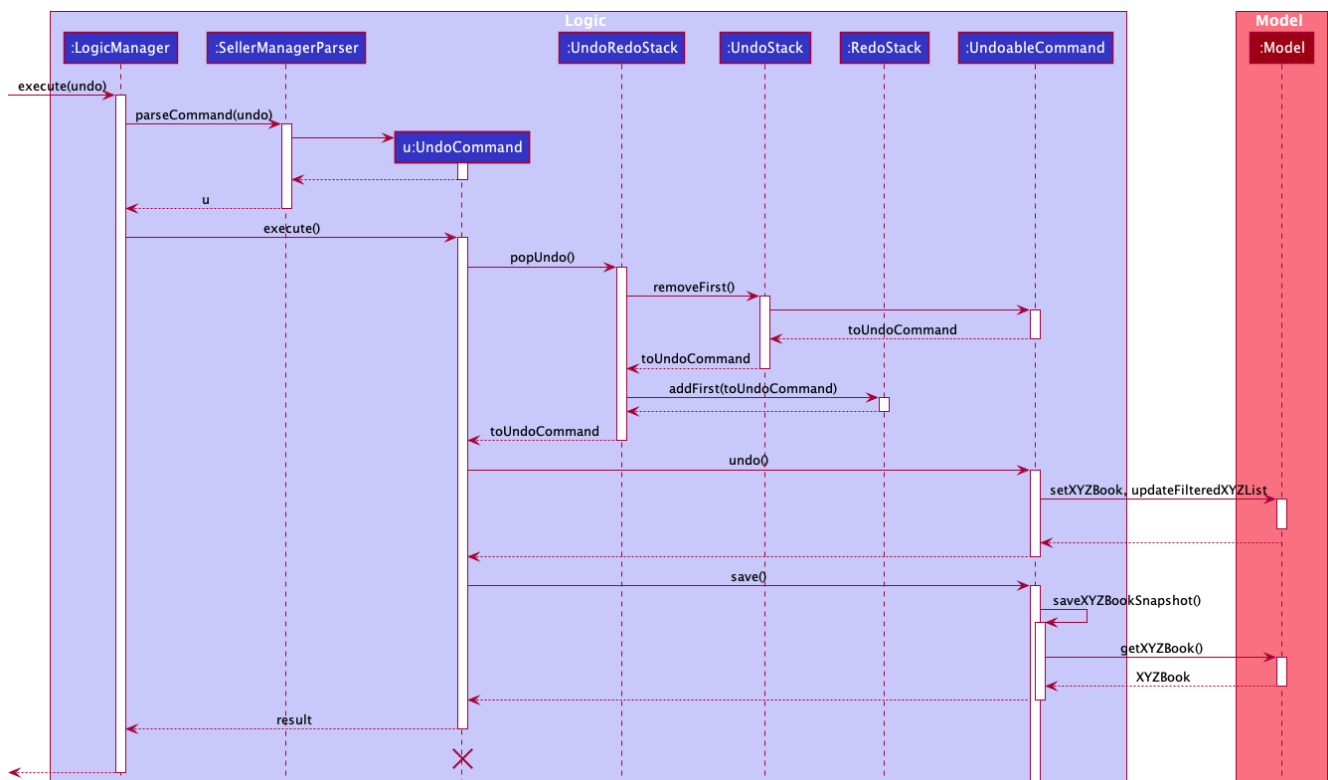 Logic
Model
:LogicManager
:SellerManagerParser
:UndoRedoStack
:UndoStack
:RedoStack
:UndoableCommand
:Model
execute(undo)
parseCommand(undo)
u:UndoCommand
u
execute()
popUndo()
removeFirst()
toUndoCommand
toUndoCommand
addFirst(toUndoCommand)
toUndoCommand
undo()
setXYZBook, updateFilteredXYZList
save()
saveXYZBookSnapshot()
getXYZBook()
XYZBook
result